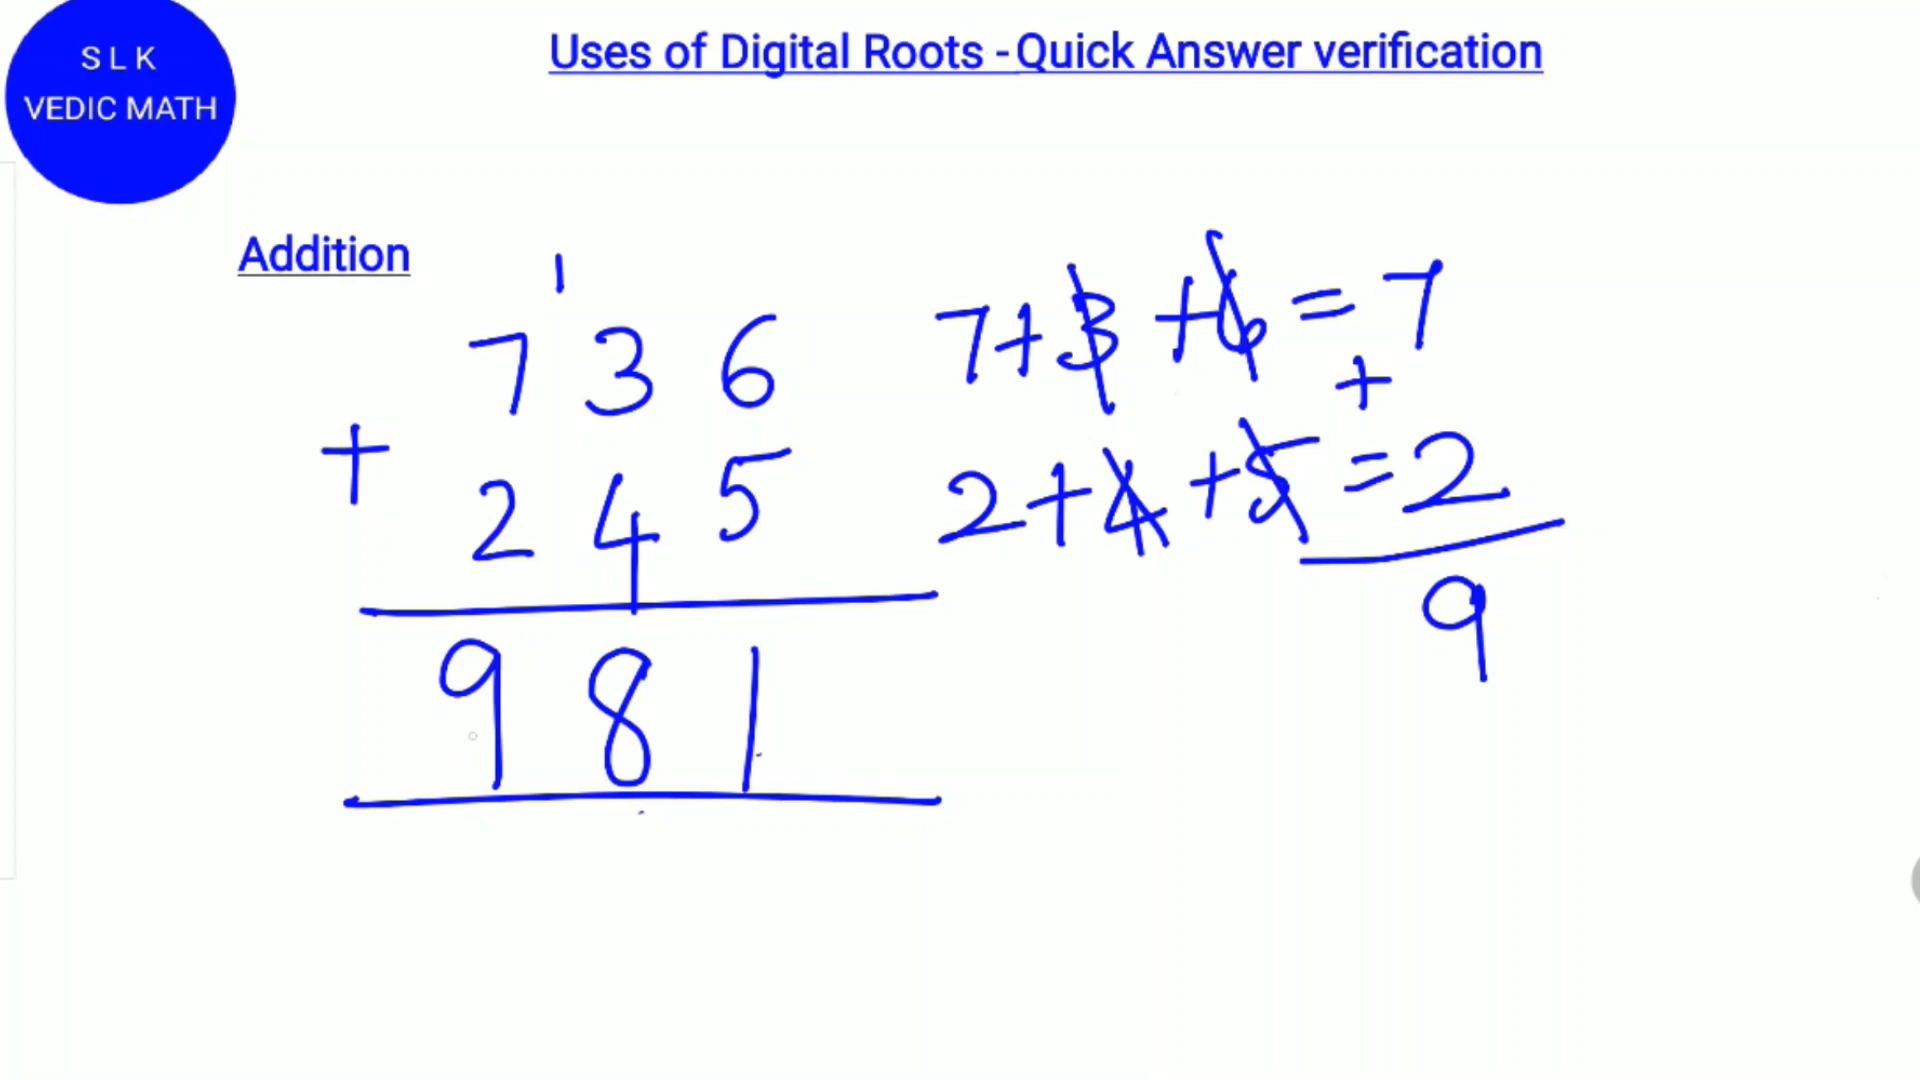 S L K
VEDIC MATH
Uses of Digital Roots - Quick Answer verification
Addition
1
7 3 6
+ 2 4 5
9 8 1
7 + 3 + 6 = 7
+
2 + 4 + 5 = 2
9